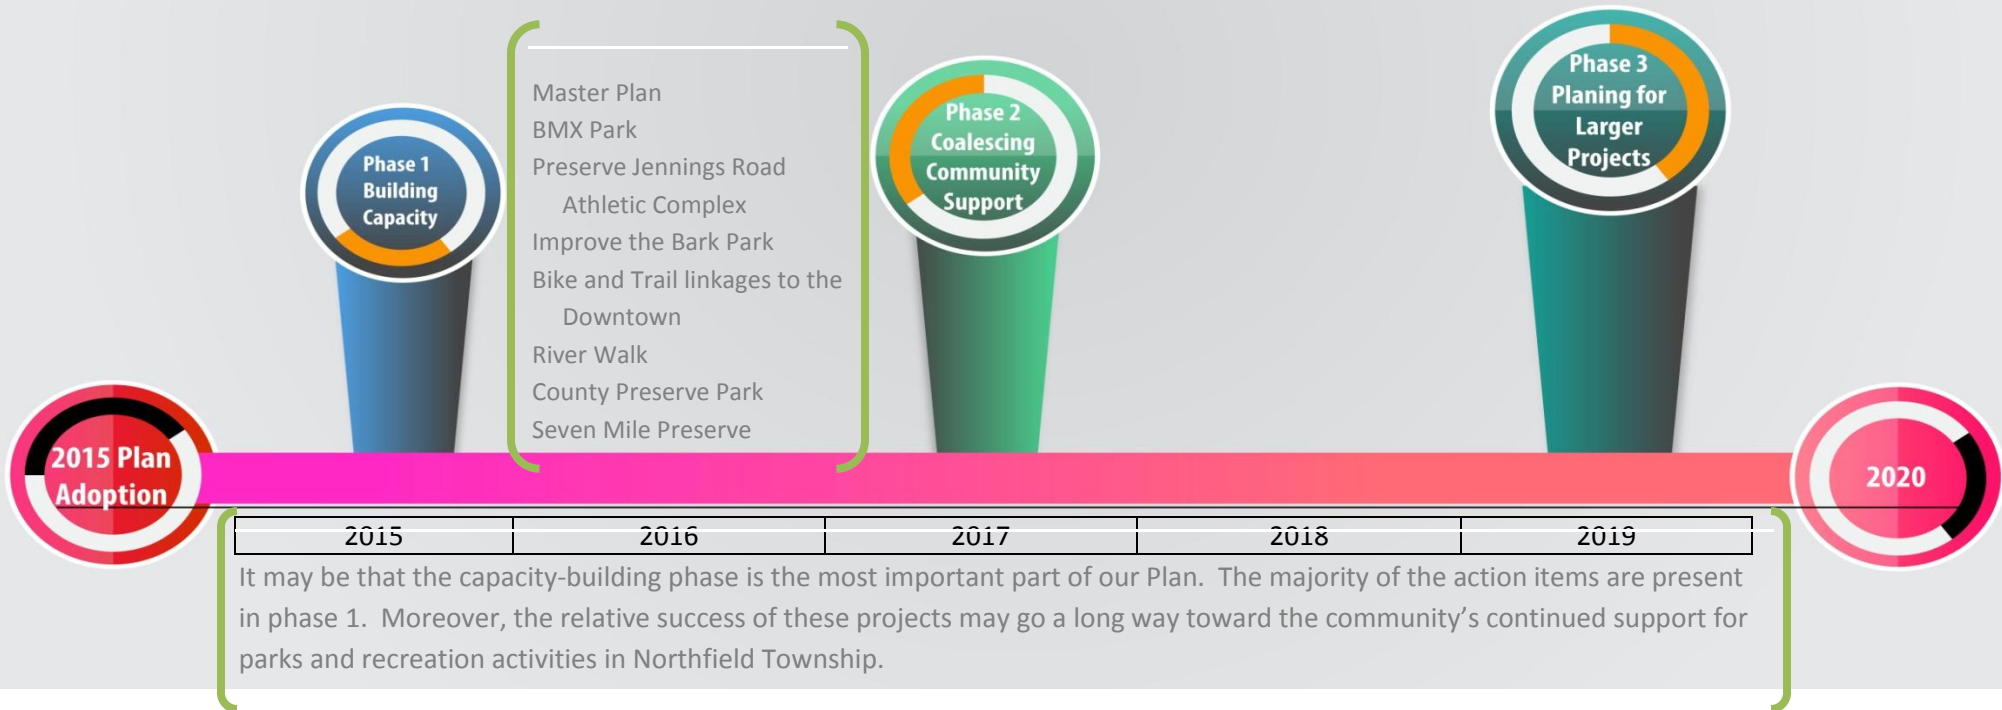 Phase 1
Building
Capacity
Master Plan
BMX Park
Preserve Jennings Road
Athletic Complex
Improve the Bark Park
Bike and Trail linkages to the
Downtown
River Walk
County Preserve Park
Seven Mile Preserve
Phase 2
Coalescing
Community
Support
Phase 3
Planing for
Larger
Projects
2015 Plan
Adoption
2020
2015 2016 2017 2018 2019
It may be that the capacity-building phase is the most important part of our Plan.  The majority of the action items are present
in phase 1.  Moreover, the relative success of these projects may go a long way toward the community’s continued support for
parks and recreation activities in Northfield Township.